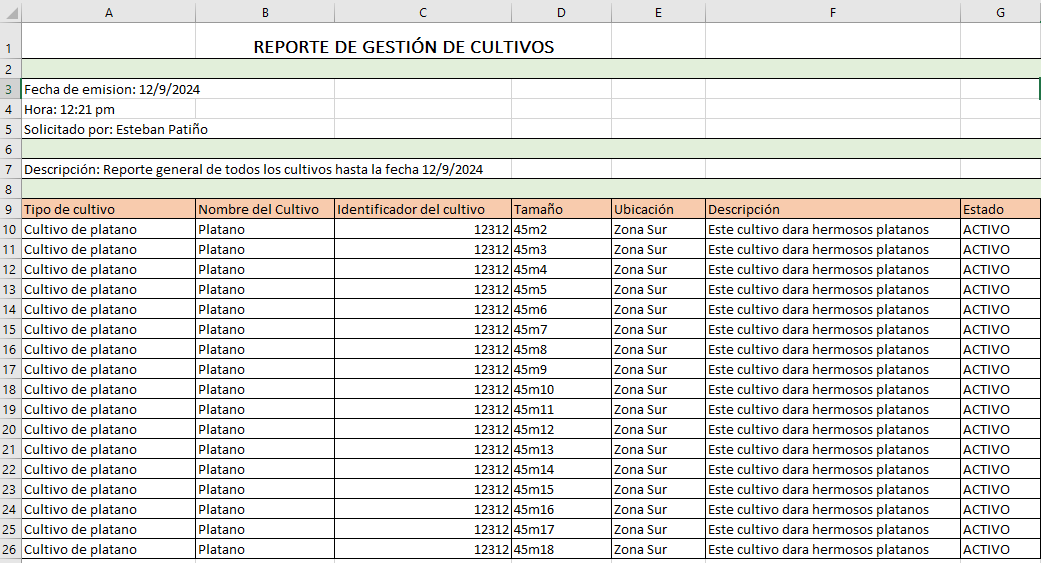 A B C D E F G
1 REPORTE DE GESTIÓN DE CULTIVOS
2
3 Fecha de emision: 12/9/2024
4 Hora: 12:21 pm
5 Solicitado por: Esteban Patiño
6
7 Descripción: Reporte general de todos los cultivos hasta la fecha 12/9/2024
8
9 Tipo de cultivo Nombre del Cultivo Identificador del cultivo Tamaño Ubicación Descripción Estado
10 Cultivo de platano Platano 12312 45m2 Zona Sur Este cultivo dara hermosos platanos ACTIVO
11 Cultivo de platano Platano 12312 45m3 Zona Sur Este cultivo dara hermosos platanos ACTIVO
12 Cultivo de platano Platano 12312 45m4 Zona Sur Este cultivo dara hermosos platanos ACTIVO
13 Cultivo de platano Platano 12312 45m5 Zona Sur Este cultivo dara hermosos platanos ACTIVO
14 Cultivo de platano Platano 12312 45m6 Zona Sur Este cultivo dara hermosos platanos ACTIVO
15 Cultivo de platano Platano 12312 45m7 Zona Sur Este cultivo dara hermosos platanos ACTIVO
16 Cultivo de platano Platano 12312 45m8 Zona Sur Este cultivo dara hermosos platanos ACTIVO
17 Cultivo de platano Platano 12312 45m9 Zona Sur Este cultivo dara hermosos platanos ACTIVO
18 Cultivo de platano Platano 12312 45m10 Zona Sur Este cultivo dara hermosos platanos ACTIVO
19 Cultivo de platano Platano 12312 45m11 Zona Sur Este cultivo dara hermosos platanos ACTIVO
20 Cultivo de platano Platano 12312 45m12 Zona Sur Este cultivo dara hermosos platanos ACTIVO
21 Cultivo de platano Platano 12312 45m13 Zona Sur Este cultivo dara hermosos platanos ACTIVO
22 Cultivo de platano Platano 12312 45m14 Zona Sur Este cultivo dara hermosos platanos ACTIVO
23 Cultivo de platano Platano 12312 45m15 Zona Sur Este cultivo dara hermosos platanos ACTIVO
24 Cultivo de platano Platano 12312 45m16 Zona Sur Este cultivo dara hermosos platanos ACTIVO
25 Cultivo de platano Platano 12312 45m17 Zona Sur Este cultivo dara hermosos platanos ACTIVO
26 Cultivo de platano Platano 12312 45m18 Zona Sur Este cultivo dara hermosos platanos ACTIVO